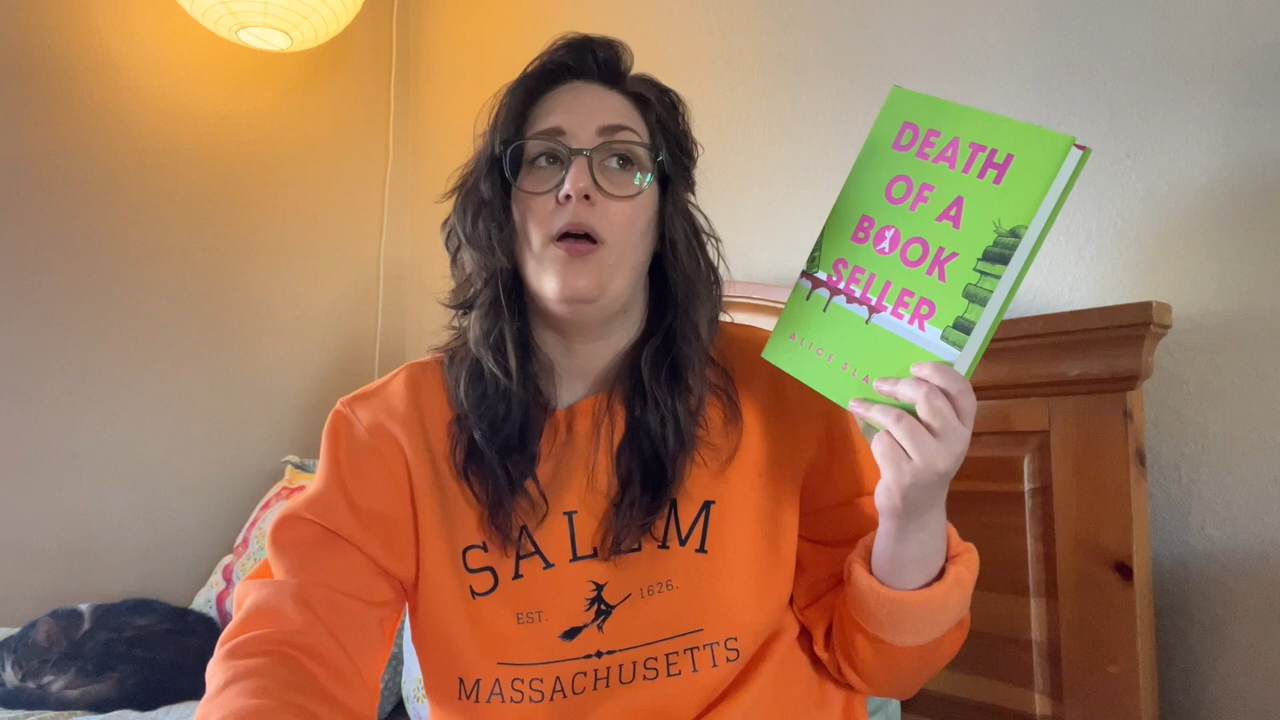 DEATH
OF A
BOOK
SELLER
ALICE
SALEM
EST.
1626.
MASSACHUSETTS